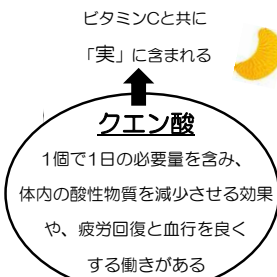 ビタミンCと共に
「実」に含まれる
クエン酸
1個で1日の必要量を含み、
体内の酸性物質を減少させる効果
や、疲労回復と血行を良く
する働きがある